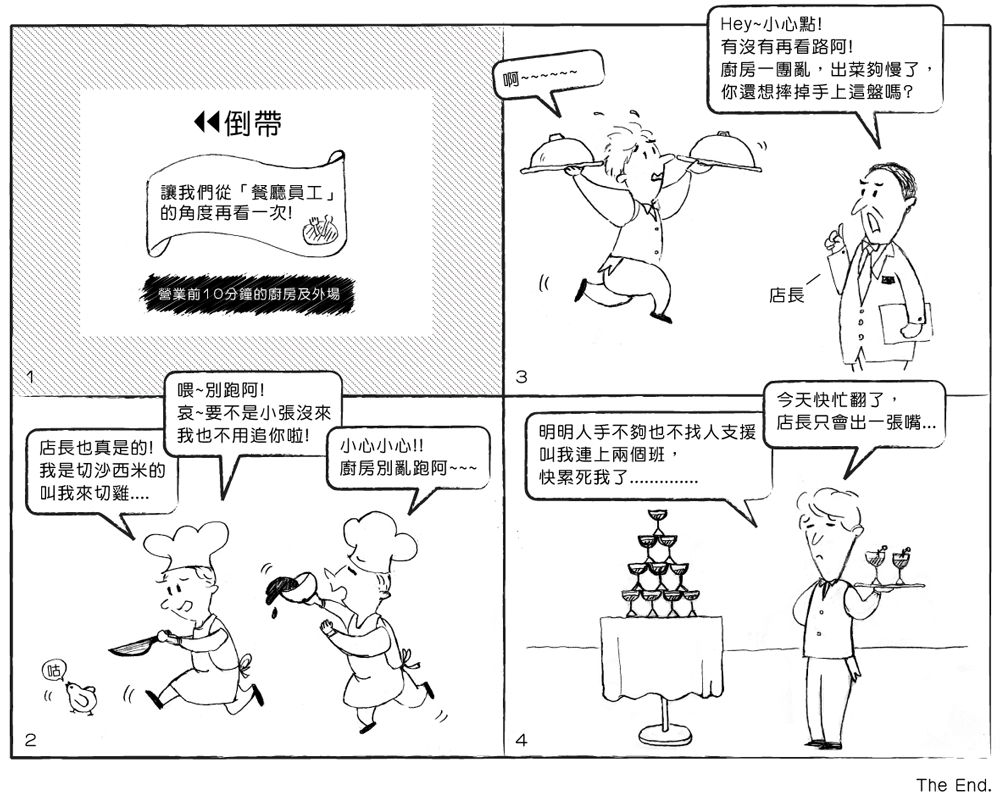 ◀◀倒帶
讓我們從「餐廳員工」
的角度再看一次!
營業前10分鐘的廚房及外場
1
店長也真是的!
我是切沙西米的
叫我來切雞....
喂~別跑阿!
哀~要不是小張沒來
我也不用追你啦!
小心小心!!
廚房別亂跑阿~~~
咕
2
啊~~~~~~
Hey~小心點!
有沒有再看路阿!
廚房一團亂，出菜夠慢了，
你還想摔掉手上這盤嗎?
店長
3
明明人手不夠也不找人支援
叫我連上兩個班，
快累死我了..............
今天快忙翻了，
店長只會出一張嘴...
4
The End.